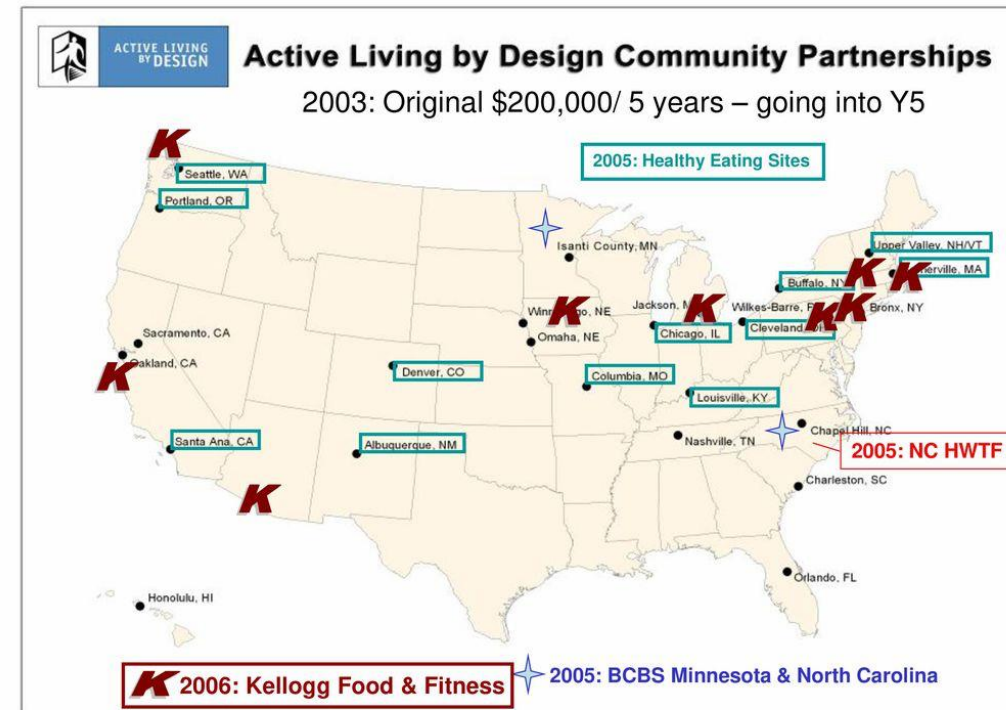 ACTIVE LIVING
BY DESIGN
Active Living by Design Community Partnerships
2003: Original $200,000/ 5 years – going into Y5
K
2005: Healthy Eating Sites
Seattle, WA
Portland, OR
Isanti County, MN
Upper Valley, NH/VT
K
K
Buffalo, NY
K
Jackson,
K
Wilkes-Barre,
K
K
Bronx, NY
NE
Cleveland,
Omaha, NE
Chicago, IL
Sacramento, CA
Oakland, CA
K
Denver, CO
Columbia, MO
Louisville, KY
Santa Ana, CA
Albuquerque, NM
Nashville, TN
Chapel Hill, NC
2005: NC HWTF
Charleston, SC
K
Orlando, FL
Honolulu, HI
K 2006: Kellogg Food & Fitness
2005: BCBS Minnesota & North Carolina